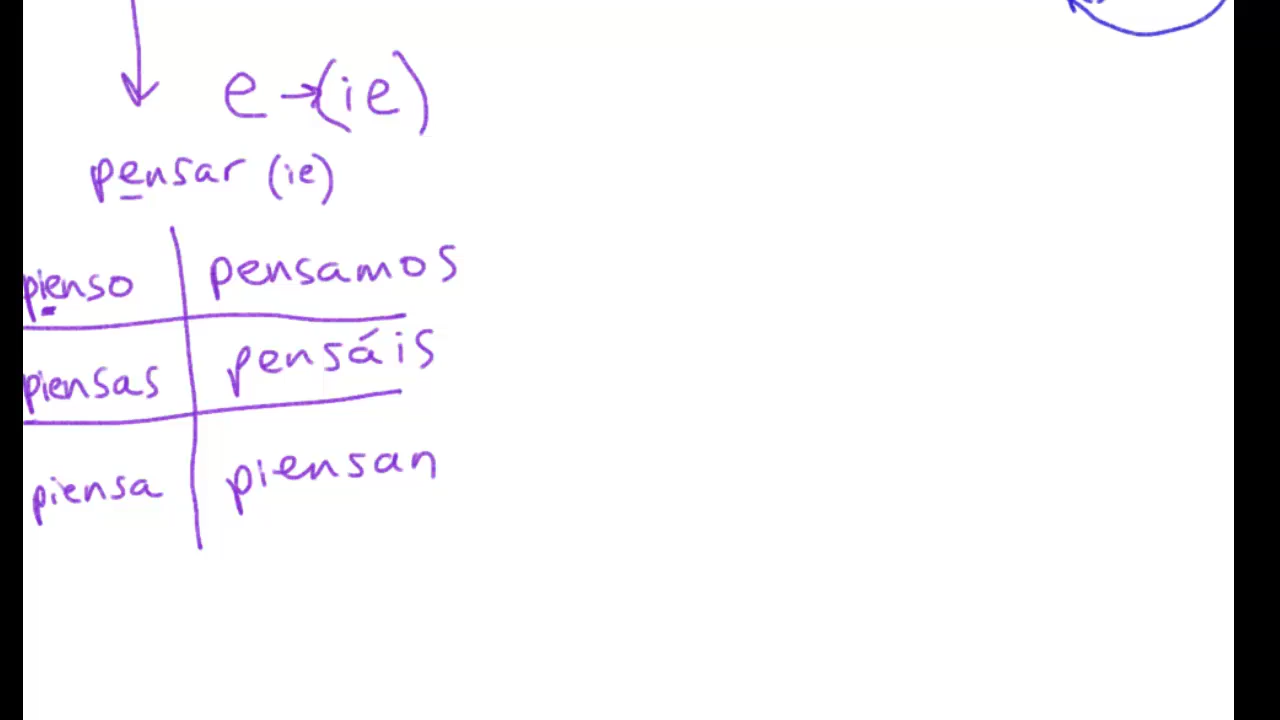 e → (ie)
pensar (ie)
pienso pensamos
piensas pensáis
piensa piensan